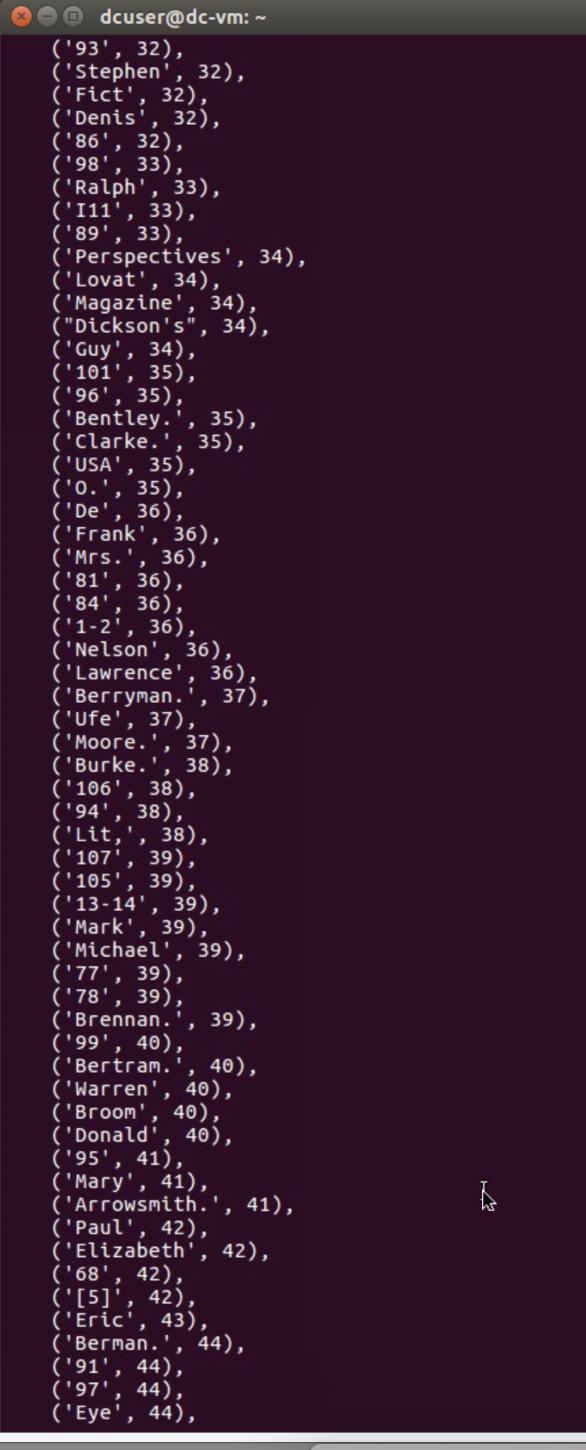 dcuser@dc-vm: ~
('93', 32),
('Stephen', 32),
('Fict', 32),
('Denis', 32),
('86', 32),
('98', 33),
('Ralph', 33),
('I11', 33),
('89', 33),
('Perspectives', 34),
('Lovat', 34),
('Magazine', 34),
("Dickson's", 34),
('Guy', 34),
('101', 35),
('96', 35),
('Bentley.', 35),
('Clarke.', 35),
('USA', 35),
('O.', 35),
('De', 36),
('Frank', 36),
('Mrs.', 36),
('81', 36),
('84', 36),
('1-2', 36),
('Nelson', 36),
('Lawrence', 36),
('Berryman.', 37),
('Ufe', 37),
('Moore.', 37),
('Burke.', 38),
('106', 38),
('94', 38),
('Lit,', 38),
('107', 39),
('105', 39),
('13-14', 39),
('Mark', 39),
('Michael', 39),
('77', 39),
('78', 39),
('Brennan.', 39),
('99', 40),
('Bertram.', 40),
('Warren', 40),
('Broom', 40),
('Donald', 40),
('95', 41),
('Mary', 41),
('Arrowsmith.', 41),
('Paul', 42),
('Elizabeth', 42),
('68', 42),
('[5]', 42),
('Eric', 43),
('Berman.', 44),
('91', 44),
('97', 44),
('Eye', 44),